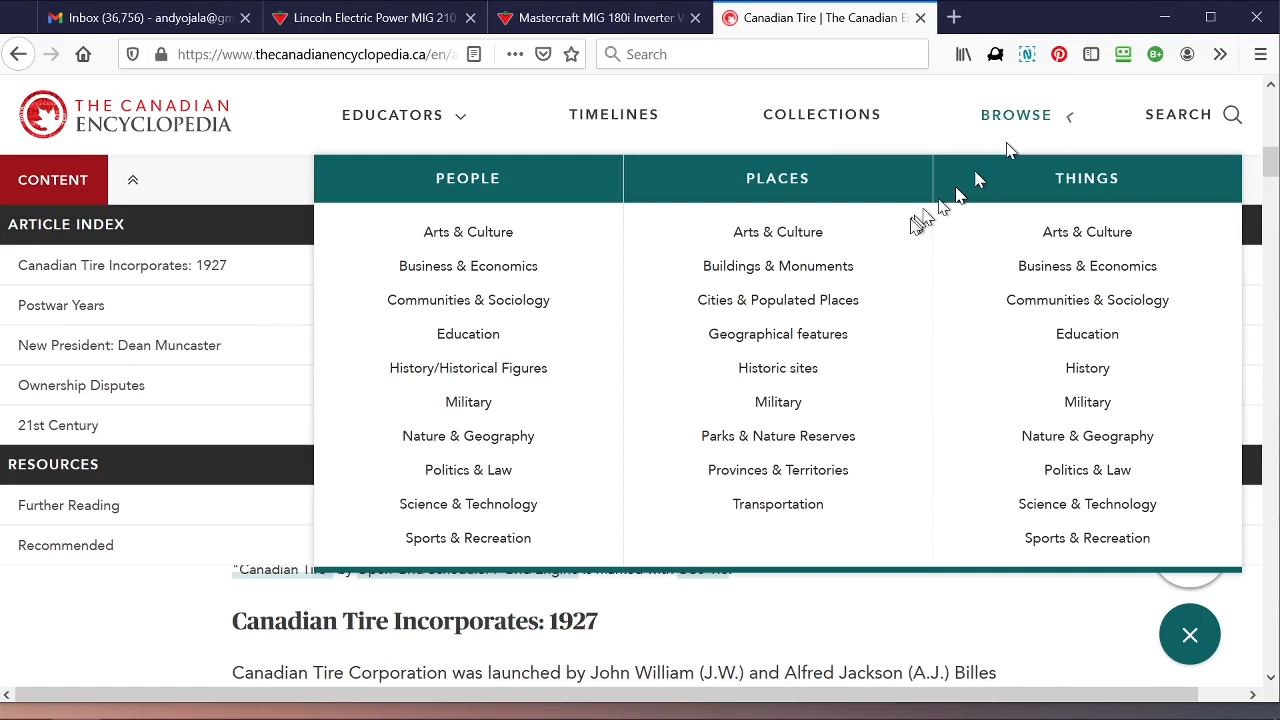 Inbox (36,756) - andyojala@gm
Lincoln Electric Power MIG 210
Mastercraft MIG 180i Inverter W
Canadian Tire | The Canadian E
https://www.thecanadianencyclopedia.ca/en/a
Search
THE CANADIAN
ENCYCLOPEDIA
EDUCATORS
TIMELINES
COLLECTIONS
BROWSE
SEARCH
CONTENT
ARTICLE INDEX
Canadian Tire Incorporates: 1927
Postwar Years
New President: Dean Muncaster
Ownership Disputes
21st Century
RESOURCES
Further Reading
Recommended
PEOPLE
Arts & Culture
Business & Economics
Communities & Sociology
Education
History/Historical Figures
Military
Nature & Geography
Politics & Law
Science & Technology
Sports & Recreation
PLACES
Arts & Culture
Buildings & Monuments
Cities & Populated Places
Geographical features
Historic sites
Military
Parks & Nature Reserves
Provinces & Territories
Transportation
THINGS
Arts & Culture
Business & Economics
Communities & Sociology
Education
History
Military
Nature & Geography
Politics & Law
Science & Technology
Sports & Recreation
"Canadian Tire" by
Canadian Tire Incorporates: 1927
Canadian Tire Corporation was launched by John William (J.W.) and Alfred Jackson (A.J.) Billes